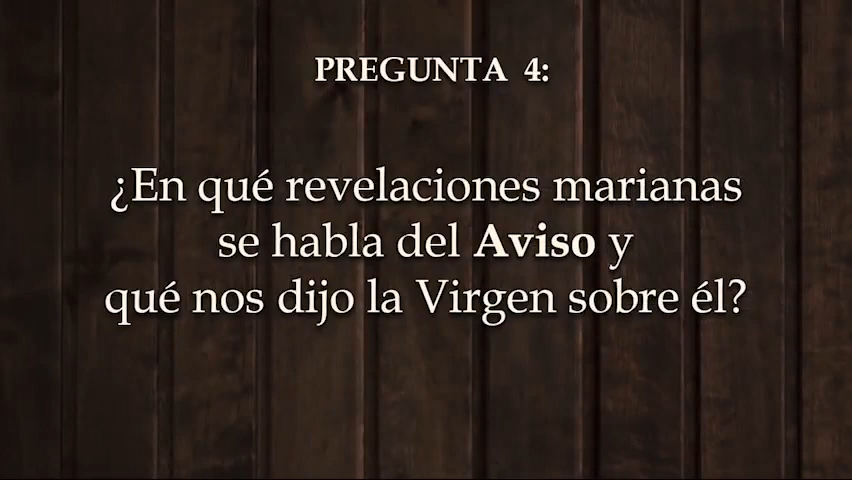 PREGUNTA 4:
¿En qué revelaciones marianas
se habla del Aviso y
qué nos dijo la Virgen sobre él?